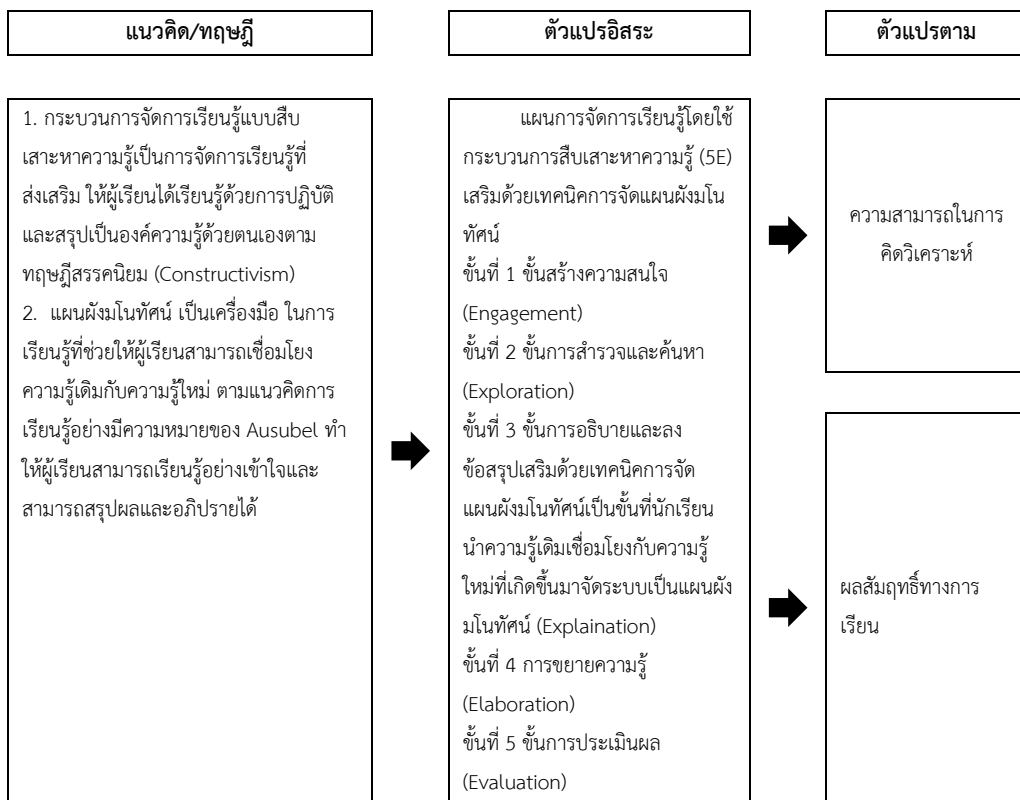 แนวคิด/ทฤษฎี
ตัวแปรอิสระ
ตัวแปรตาม
1. กระบวนการจัดการเรียนรู้แบบสืบ
เสาะหาความรู้เป็นการจัดการเรียนรู้ที่
ส่งเสริม ให้ผู้เรียนได้เรียนรู้ด้วยการปฏิบัติ
และสรุปเป็นองค์ความรู้ด้วยตนเองตาม
ทฤษฎีสรรคนิยม (Constructivism)
2. แผนผังมโนทัศน์ เป็นเครื่องมือ ในการ
เรียนรู้ที่ช่วยให้ผู้เรียนสามารถเชื่อมโยง
ความรู้เดิมกับความรู้ใหม่ ตามแนวคิดการ
เรียนรู้อย่างมีความหมายของ Ausubel ทำ
ให้ผู้เรียนสามารถเรียนรู้อย่างเข้าใจและ
สามารถสรุปผลและอภิปรายได้
แผนการจัดการเรียนรู้โดยใช้
กระบวนการสืบเสาะหาความรู้ (5E)
เสริมด้วยเทคนิคการจัดแผนผังมโน
ทัศน์
ขั้นที่ 1 ขั้นสร้างความสนใจ
(Engagement)
ขั้นที่ 2 ขั้นการสำรวจและค้นหา
(Exploration)
ขั้นที่ 3 ขั้นการอธิบายและลง
ข้อสรุปเสริมด้วยเทคนิคการจัด
แผนผังมโนทัศน์เป็นขั้นที่นักเรียน
นำความรู้เดิมเชื่อมโยงกับความรู้
ใหม่ที่เกิดขึ้นมาจัดระบบเป็นแผนผัง
มโนทัศน์ (Explaination)
ขั้นที่ 4 การขยายความรู้
(Elaboration)
ขั้นที่ 5 ขั้นการประเมินผล
(Evaluation)
ความสามารถในการ
คิดวิเคราะห์
ผลสัมฤทธิ์ทางการ
เรียน